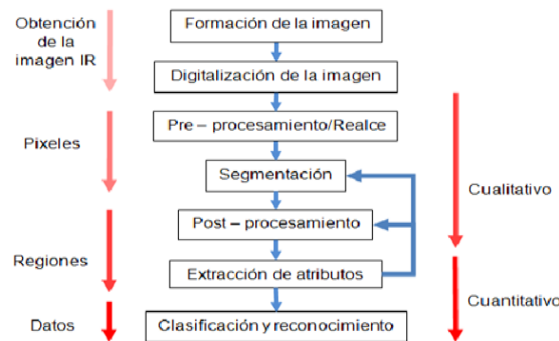 Obtención
de la
imagen IR
Formación de la imagen
Digitalización de la imagen
Pixeles
Pre – procesamiento/Realce
Segmentación
Cualitativo
Post – procesamiento
Regiones
Extracción de atributos
Cuantitativo
Datos
Clasificación y reconocimiento